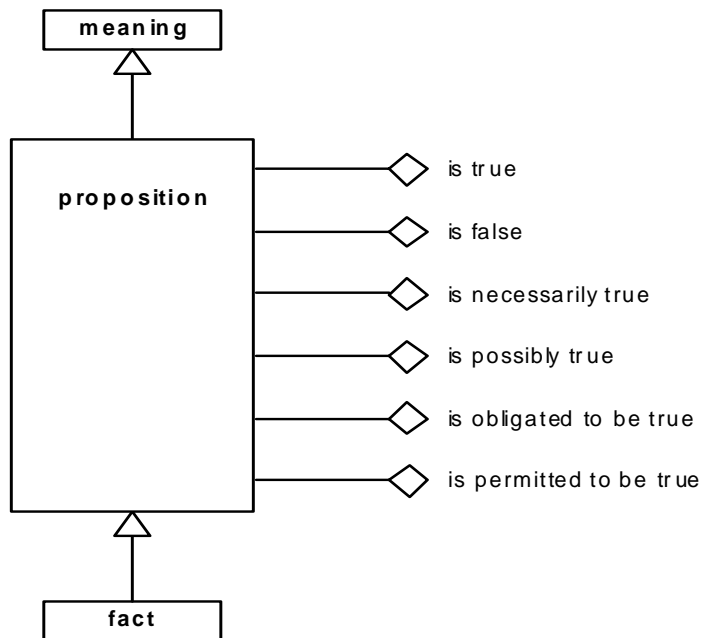 meaning
proposition
is true
is false
is necessarily true
is possibly true
is obligated to be true
is permitted to be true
fact